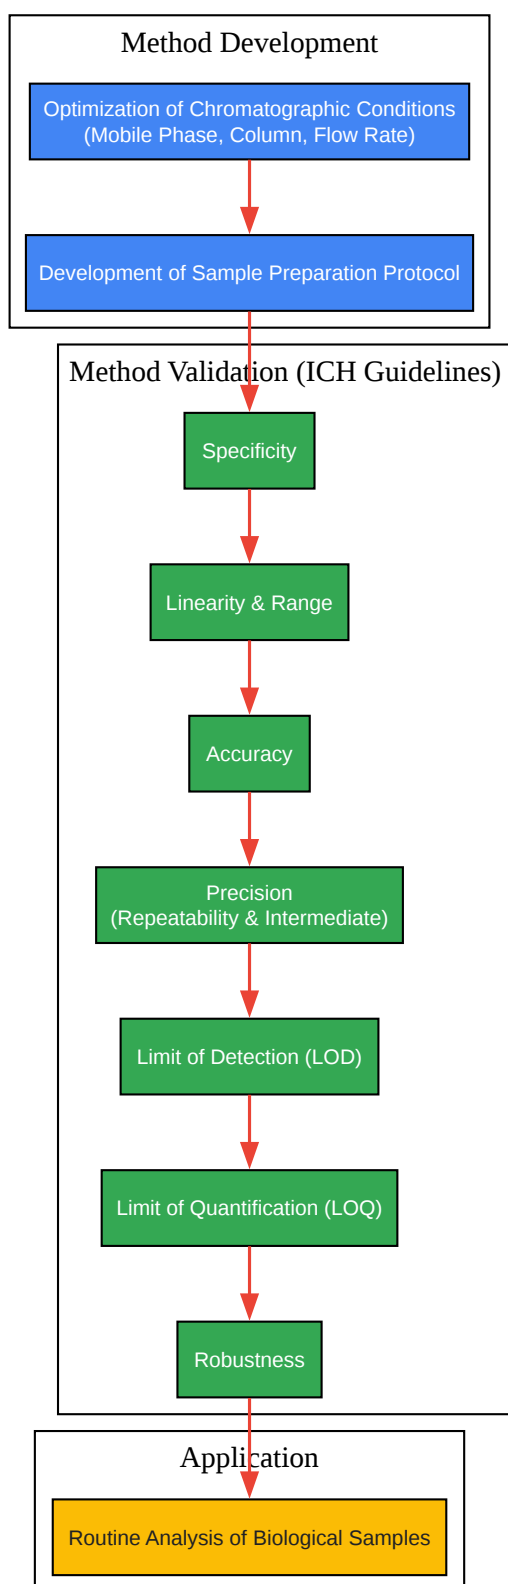 Method Development
Optimization of Chromatographic Conditions
(Mobile Phase, Column, Flow Rate)
Development of Sample Preparation Protocol
Method Validation (ICH Guidelines)
Specificity
Linearity & Range
Accuracy
Precision
(Repeatability & Intermediate)
Limit of Detection (LOD)
Limit of Quantification (LOQ)
Robustness
Application
Routine Analysis of Biological Samples